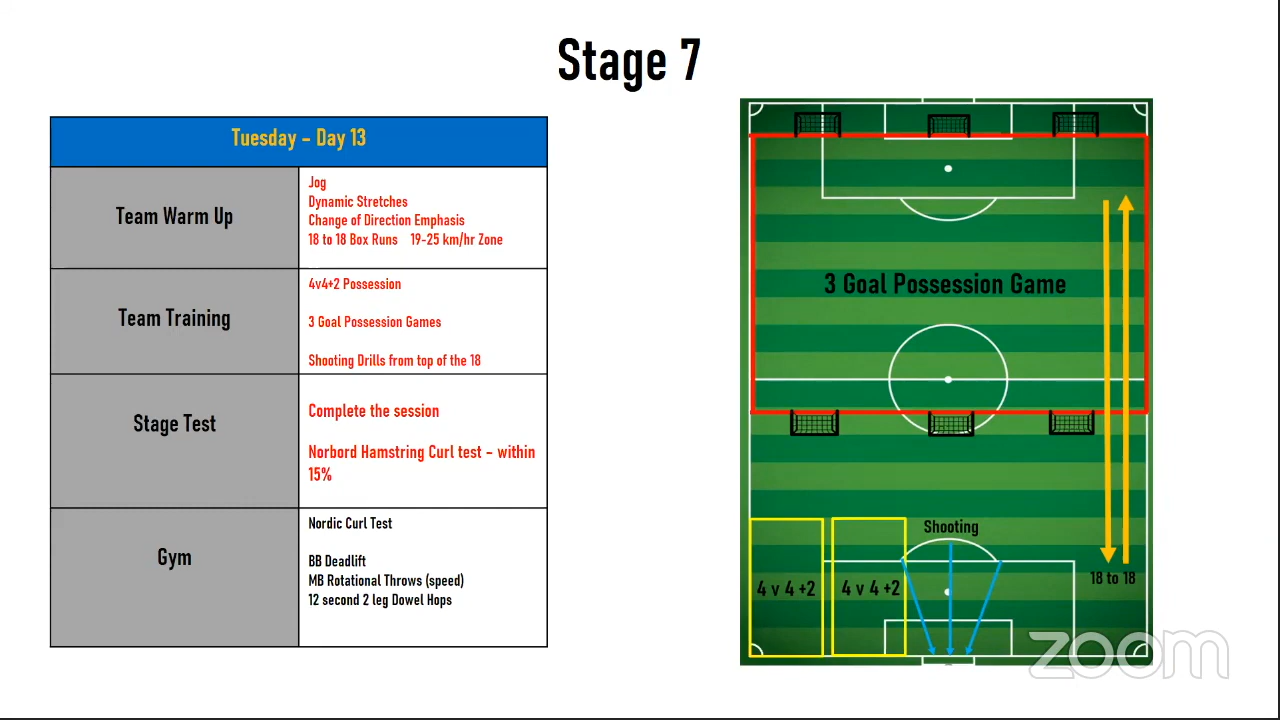 Stage 7
Tuesday - Day 13
Team Warm Up
Jog
Dynamic Stretches
Change of Direction Emphasis
18 to 18 Box Runs 19-25 km/hr Zone
Team Training
4v4+2 Possession
3 Goal Possession Games
Shooting Drills from top of the 18
Stage Test
Complete the session
Norbord Hamstring Curl test - within
15%
Gym
Nordic Curl Test
BB Deadlift
MB Rotational Throws (speed)
12 second 2 leg Dowel Hops
3 Goal Possession Game
Shooting
18 to 18
4 v 4 +2
4 v 4 +2
zoom